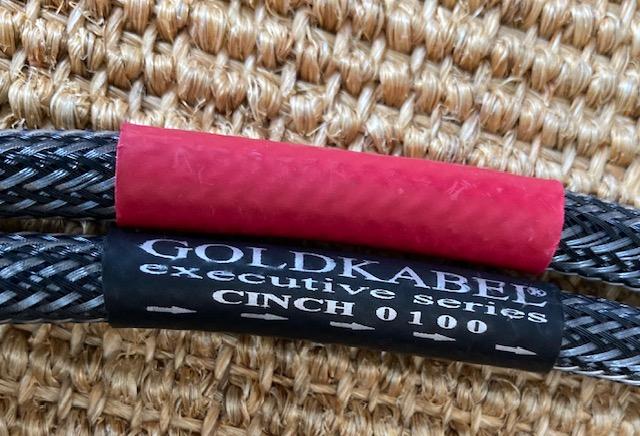 GOLDKABEL®
executive series
CINCH 0100